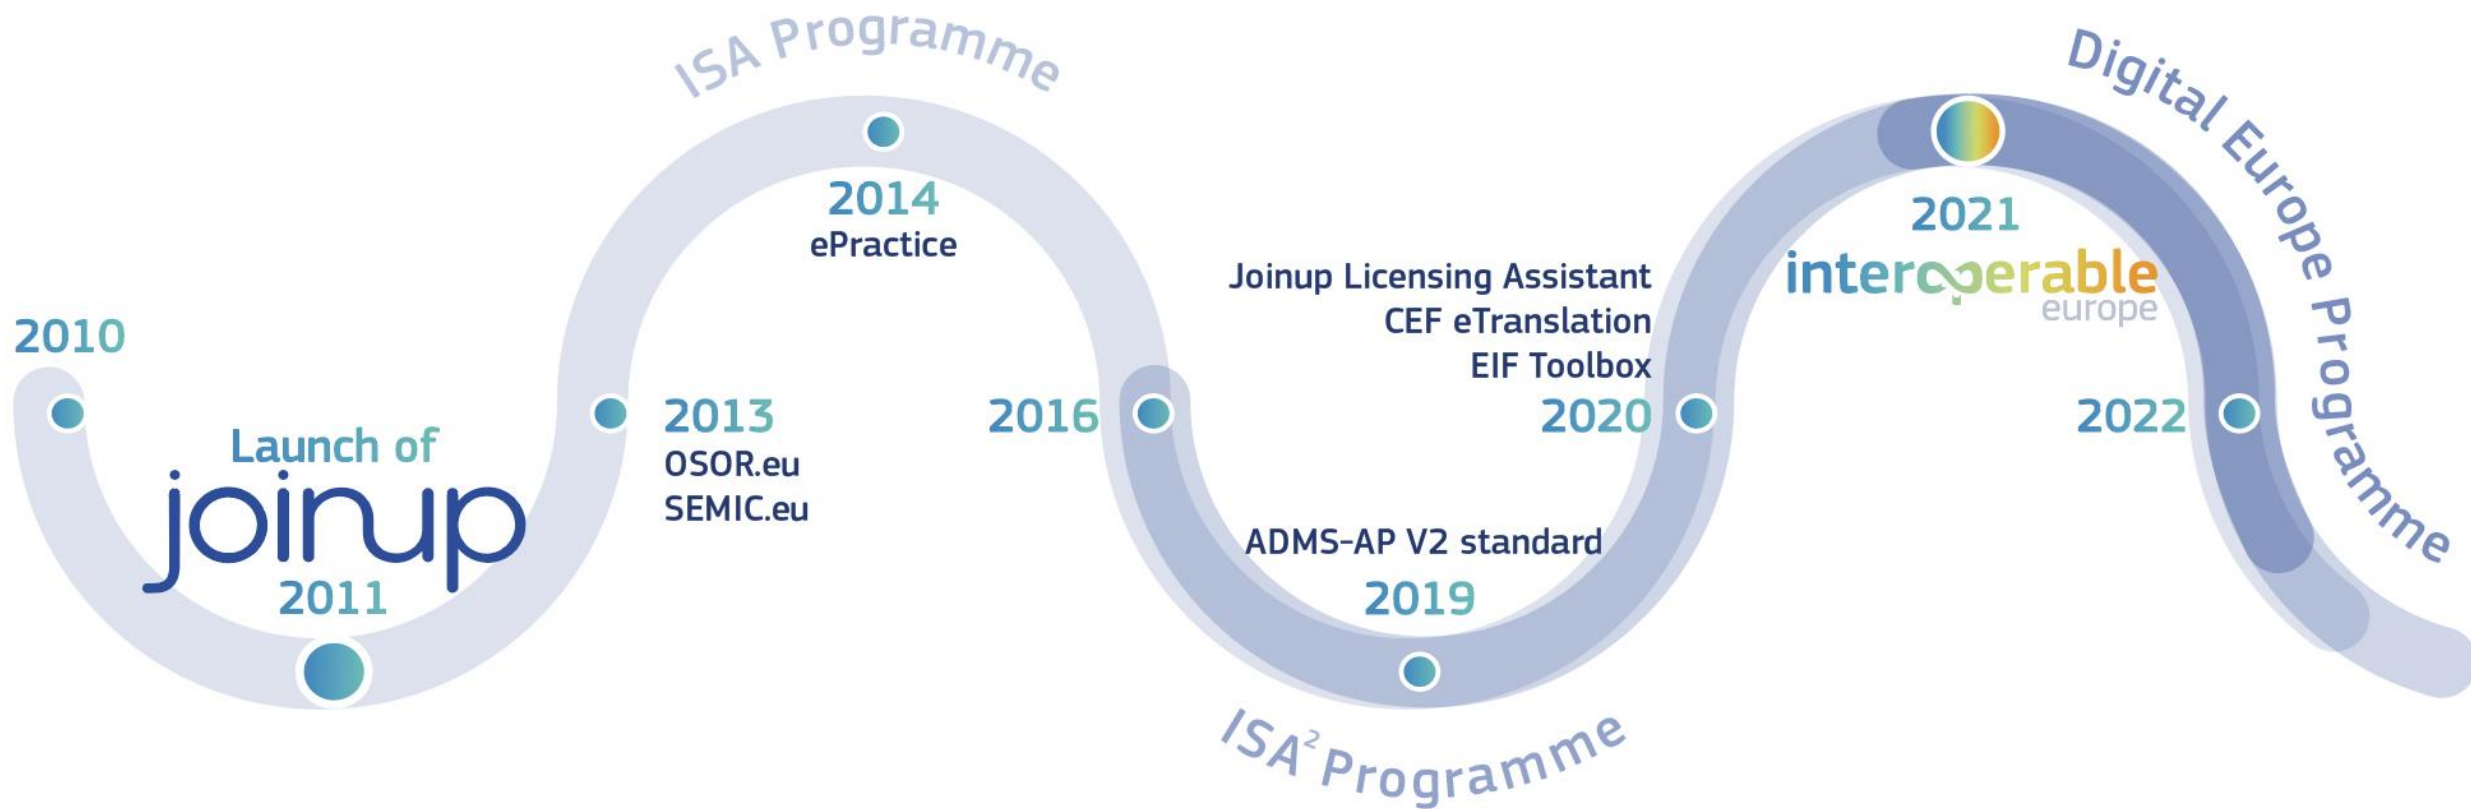 ISA Programme
2010
Launch of
joinup
2011
2013
OSOR.eu
SEMIC.eu
2014
ePractice
2016
ISA² Programme
ADMS-AP V2 standard
2019
Joinup Licensing Assistant
CEF eTranslation
EIF Toolbox
2020
2021
interoperable
europe
2022
Digital Europe Programme